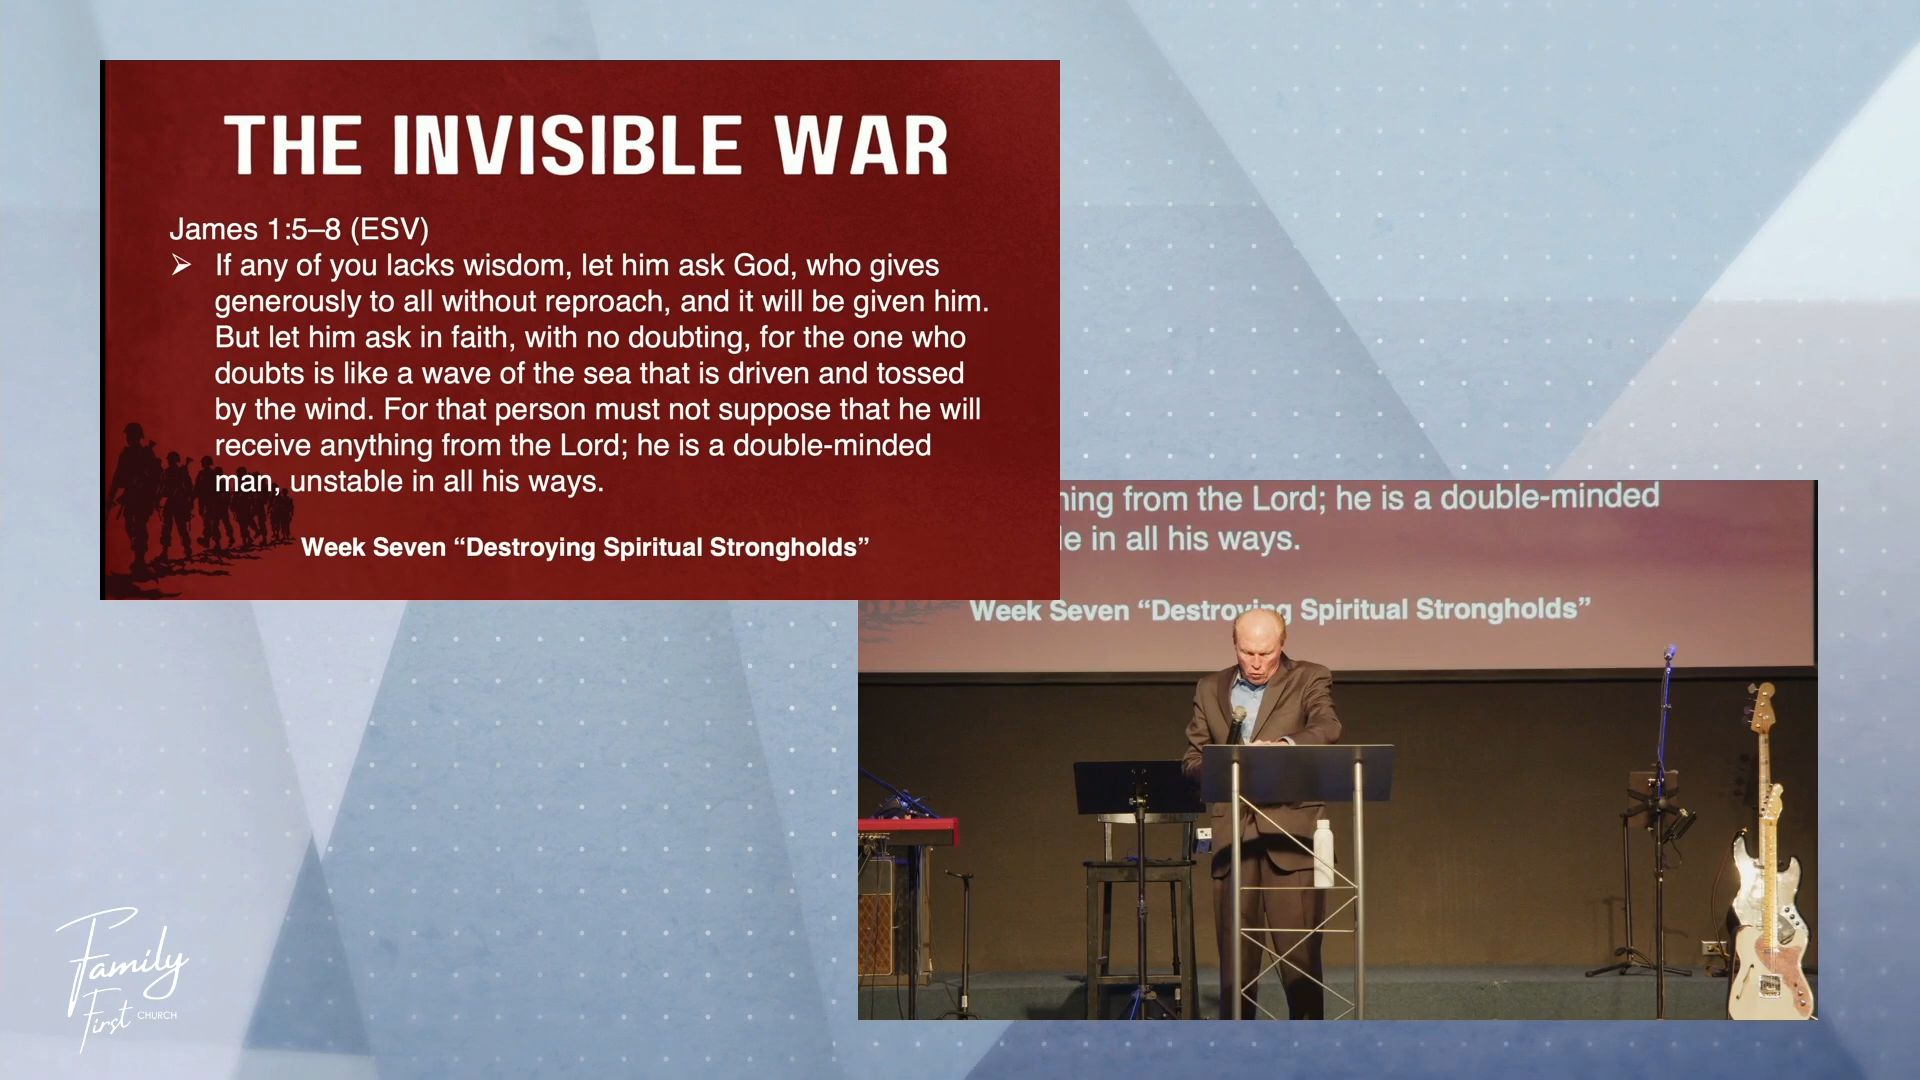 THE INVISIBLE WAR
James 1:5–8 (ESV)
➢ If any of you lacks wisdom, let him ask God, who gives
generously to all without reproach, and it will be given him.
But let him ask in faith, with no doubting, for the one who
doubts is like a wave of the sea that is driven and tossed
by the wind. For that person must not suppose that he will
receive anything from the Lord; he is a double-minded
man, unstable in all his ways.
Week Seven “Destroying Spiritual Strongholds”
hing from the Lord; he is a double-minded
le in all his ways.
Week Seven “Destroying Spiritual Strongholds”
Family
First CHURCH